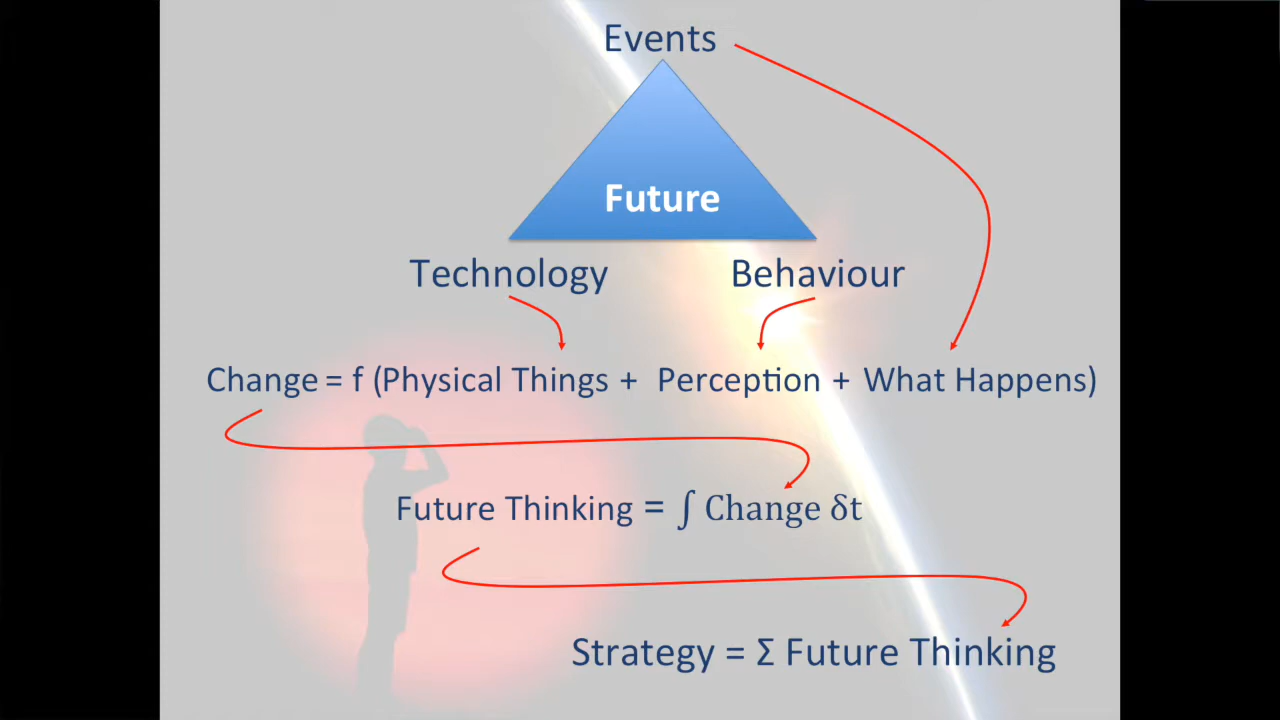 Events
Future
Technology Behaviour
Change = f (Physical Things + Perception + What Happens)
Future Thinking = ∫ Change δt
Strategy = Σ Future Thinking